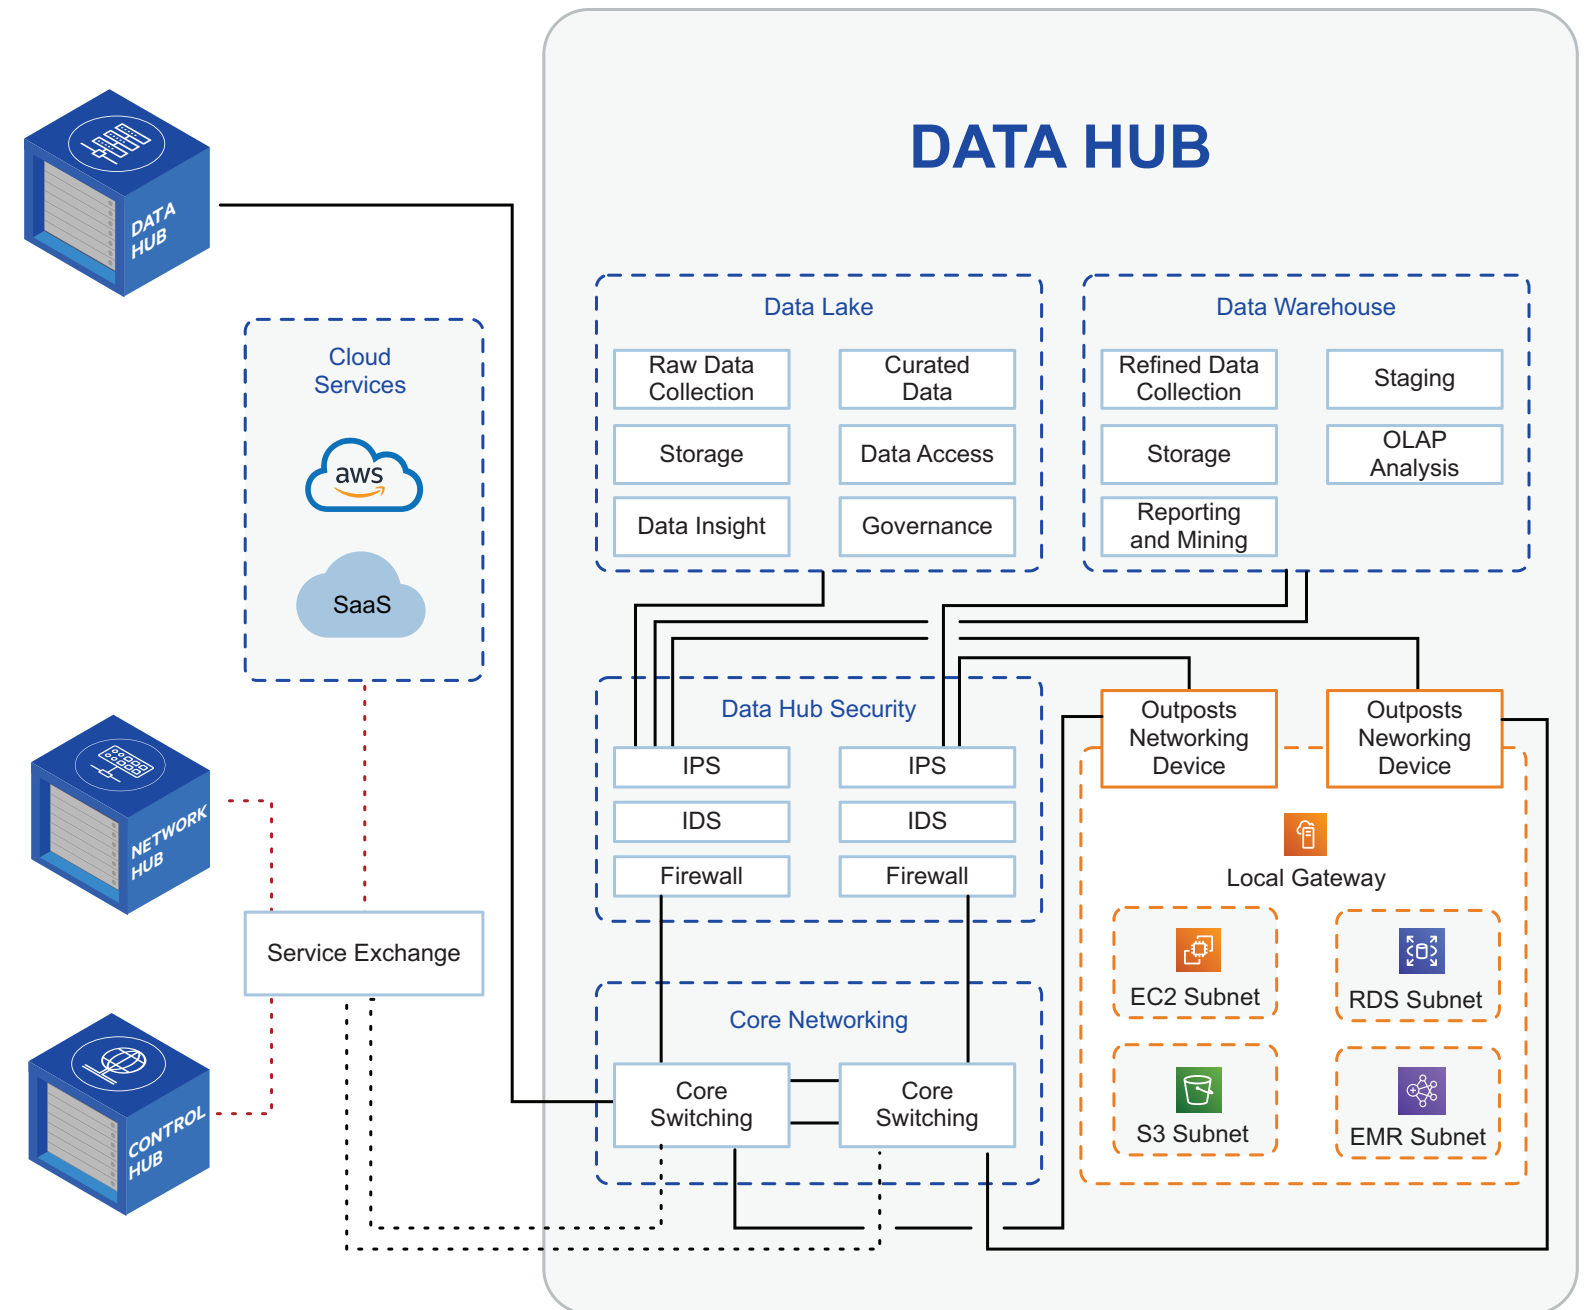 DATA HUB
DATA
HUB
Cloud
Services
aws
SaaS
NETWORK
HUB
Service Exchange
CONTROL
HUB
Data Lake
Raw Data
Collection
Curated
Data
Storage
Data Access
Data Insight
Governance
Data Warehouse
Refined Data
Collection
Staging
Storage
OLAP
Analysis
Reporting
and Mining
Data Hub Security
IPS
IPS
IDS
IDS
Firewall
Firewall
Core Networking
Core
Switching
Core
Switching
Outposts
Networking
Device
Outposts
Neworking
Device
Local Gateway
EC2 Subnet
RDS Subnet
S3 Subnet
EMR Subnet